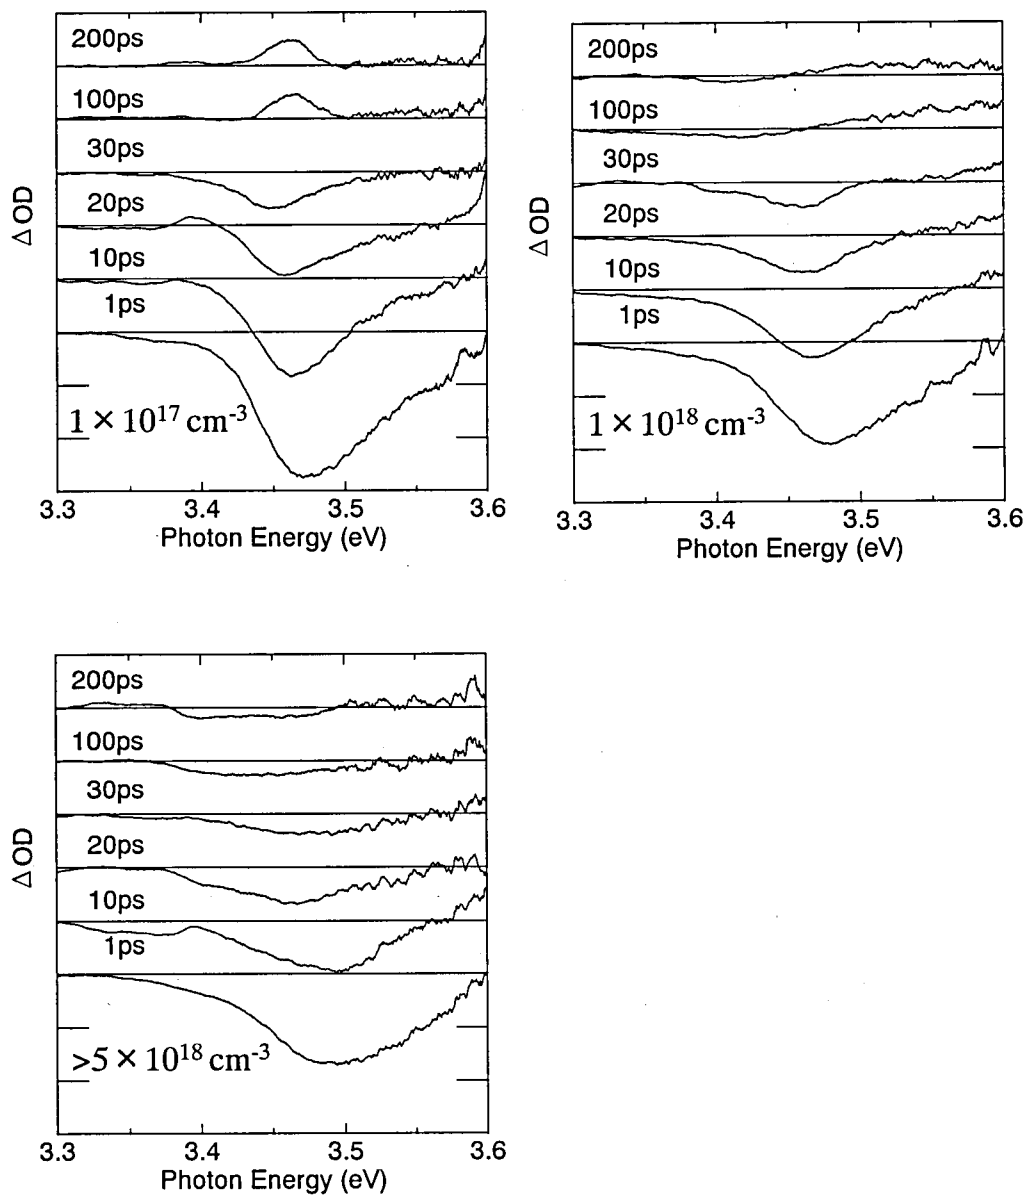 200ps
100ps
30ps
20ps
10ps
1ps
Δ OD
1 × 10¹⁷ cm⁻³
3.3 3.4 3.5 3.6
Photon Energy (eV)
200ps
100ps
30ps
20ps
10ps
1ps
Δ OD
1 × 10¹⁸ cm⁻³
3.3 3.4 3.5 3.6
Photon Energy (eV)
200ps
100ps
30ps
20ps
10ps
1ps
Δ OD
>5 × 10¹⁸ cm⁻³
3.3 3.4 3.5 3.6
Photon Energy (eV)